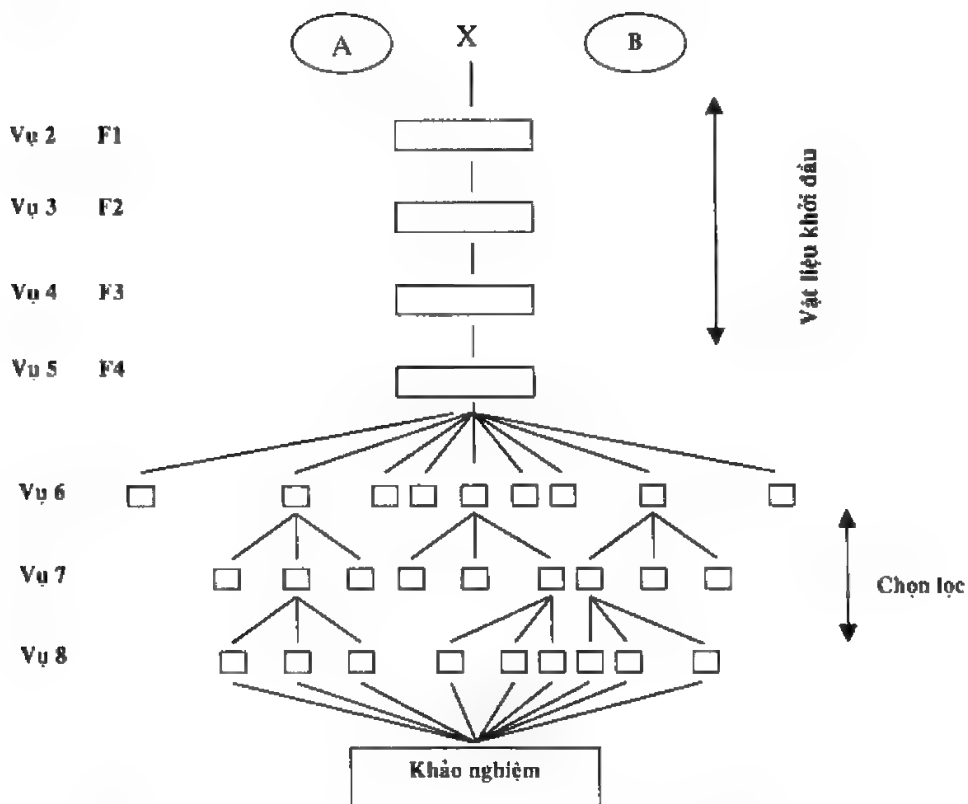 A X B
Vụ 2 F1
Vụ 3 F2
Vật liệu khởi đầu
Vụ 4 F3
Vụ 5 F4
Vụ 6
Vụ 7
Chọn lọc
Vụ 8
Khảo nghiệm